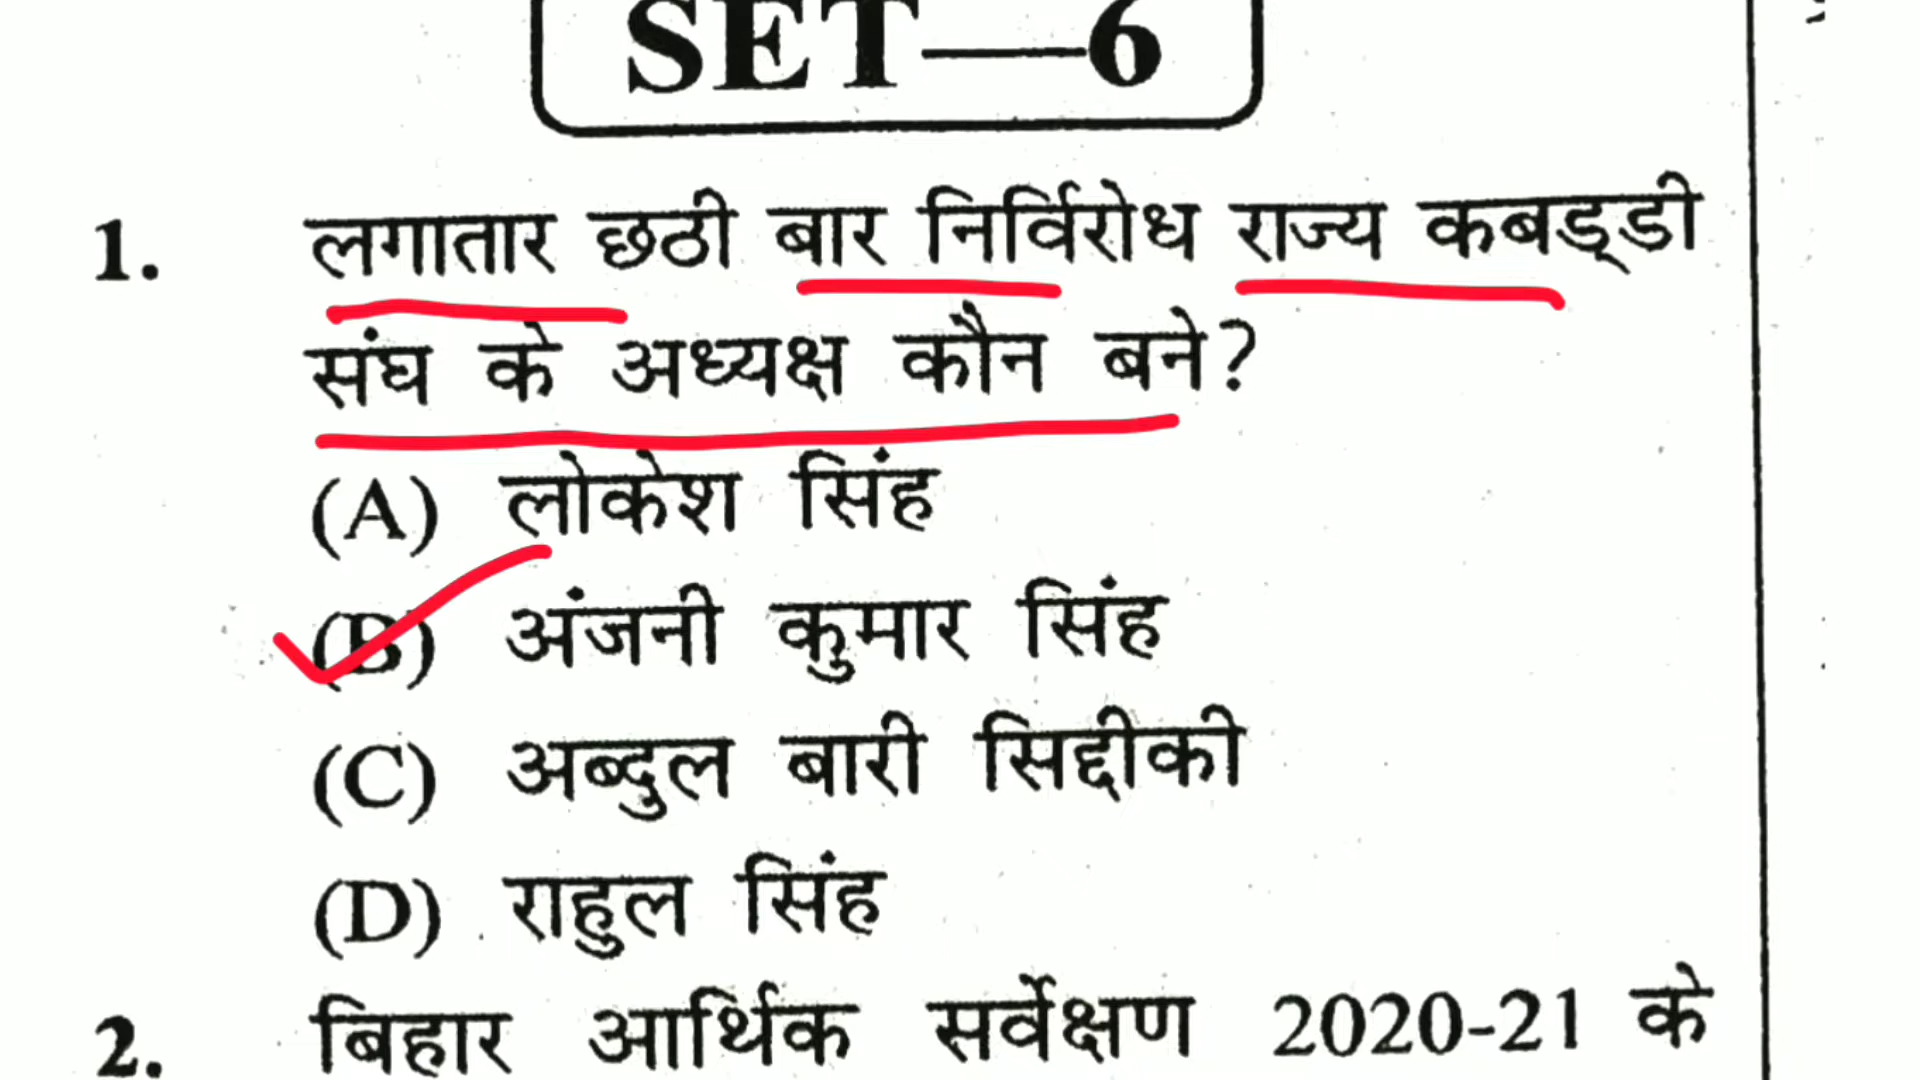 SET—6
1. लगातार छठी बार निर्विरोध राज्य कबड्डी
संघ के अध्यक्ष कौन बने?
(A) लोकेश सिंह
(B) अंजनी कुमार सिंह
(C) अब्दुल बारी सिद्दीकी
(D) राहुल सिंह
2. बिहार आर्थिक सर्वेक्षण 2020-21 के